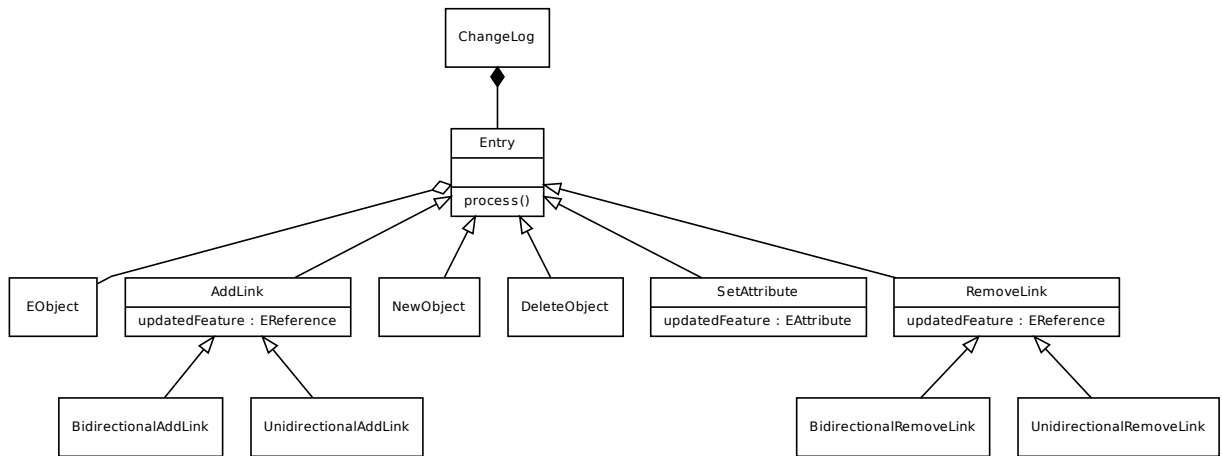 ChangeLog
Entry
process()
EObject
AddLink
updatedFeature : EReference
NewObject
DeleteObject
SetAttribute
updatedFeature : EAttribute
RemoveLink
updatedFeature : EReference
BidirectionalAddLink
UnidirectionalAddLink
BidirectionalRemoveLink
UnidirectionalRemoveLink